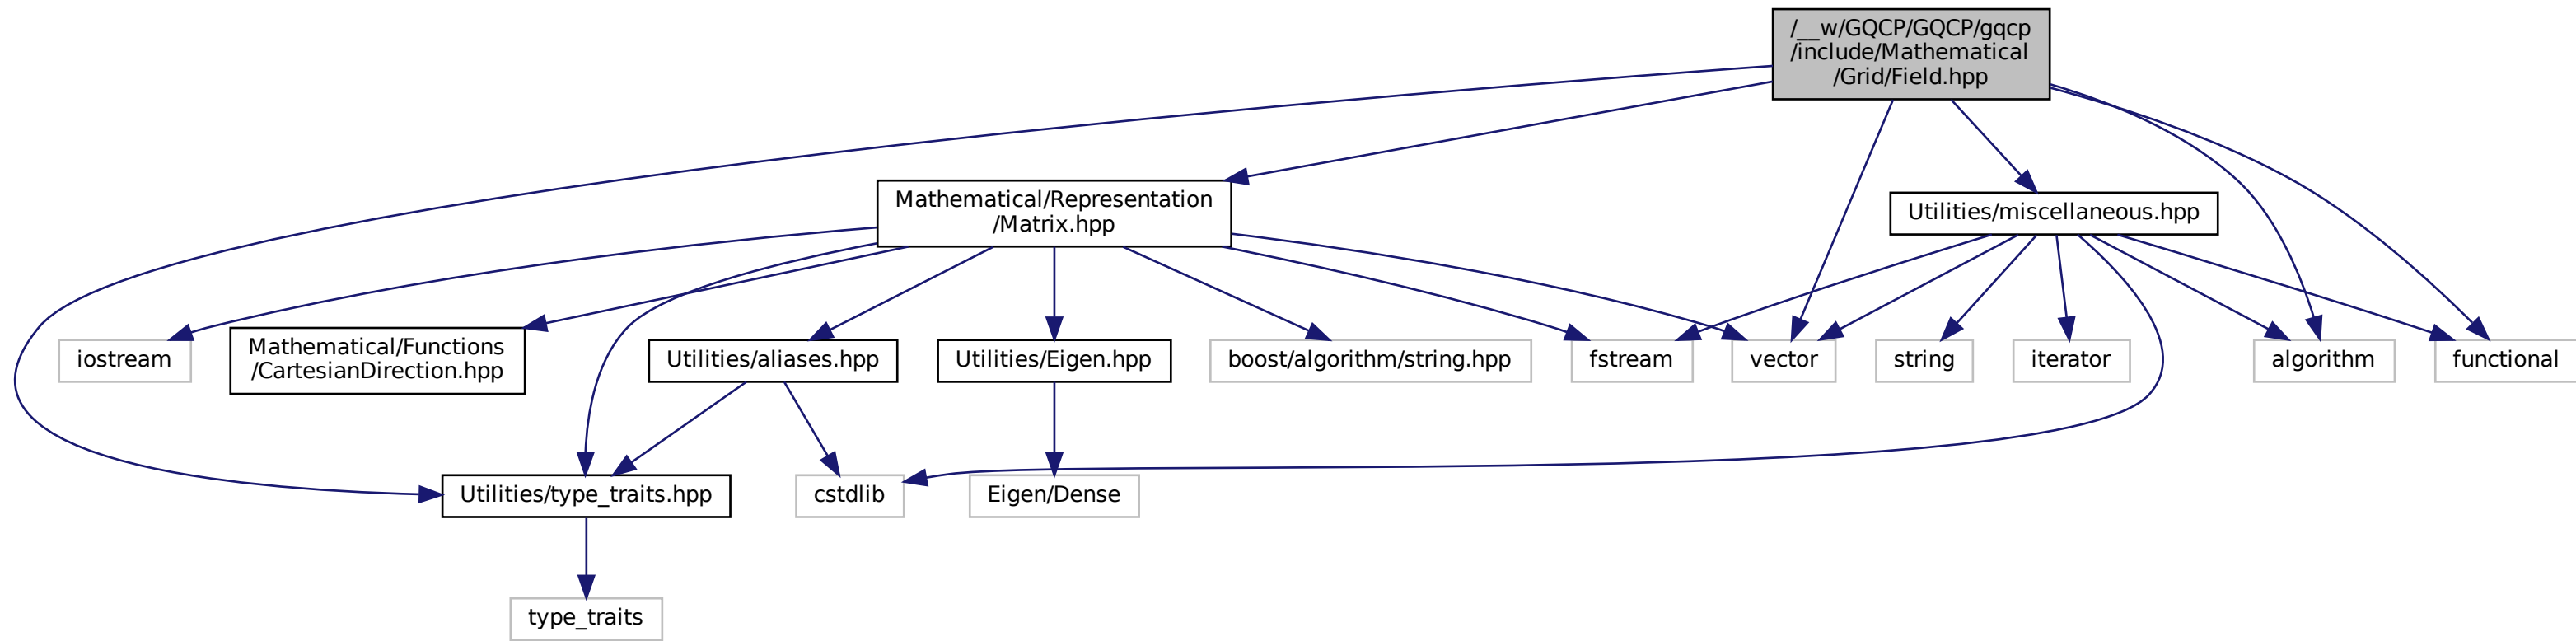 /__w/GQCP/GQCP/gqcp
/include/Mathematical
/Grid/Field.hpp
Mathematical/Representation
/Matrix.hpp
Utilities/miscellaneous.hpp
iostream
Mathematical/Functions
/CartesianDirection.hpp
Utilities/aliases.hpp
Utilities/Eigen.hpp
boost/algorithm/string.hpp
fstream
vector
string
iterator
algorithm
functional
Utilities/type_traits.hpp
cstdlib
Eigen/Dense
type_traits